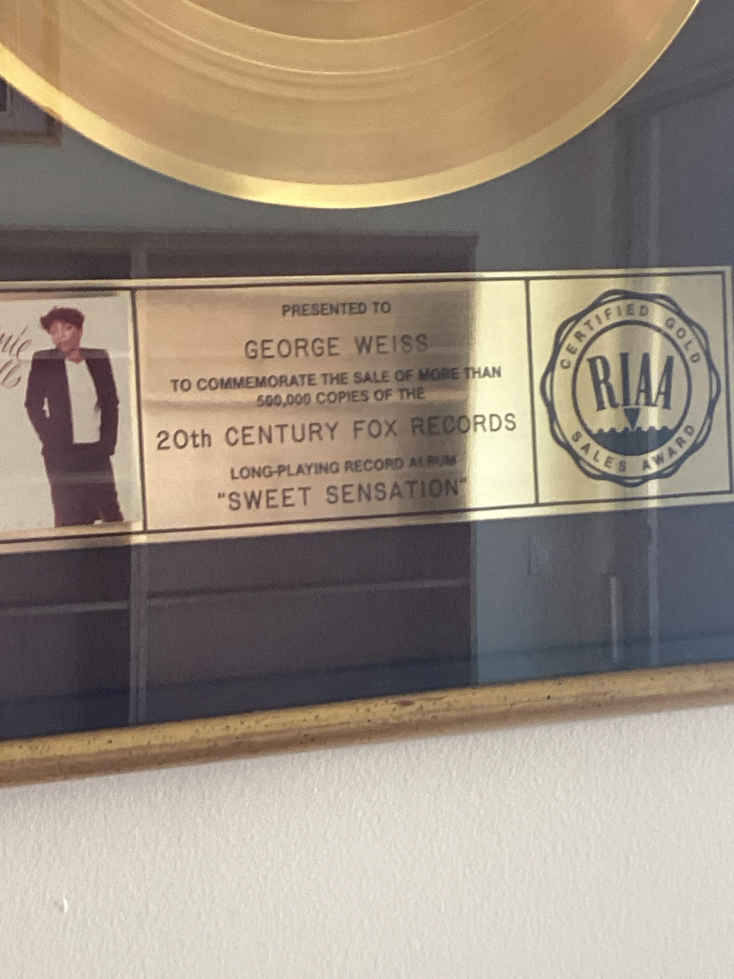 PRESENTED TO
GEORGE WEISS
TO COMMEMORATE THE SALE OF MORE THAN
500,000 COPIES OF THE
20th CENTURY FOX RECORDS
LONG-PLAYING RECORD ALBUM
"SWEET SENSATION"
CERTIFIED GOLD
RIAA
SALES AWARD